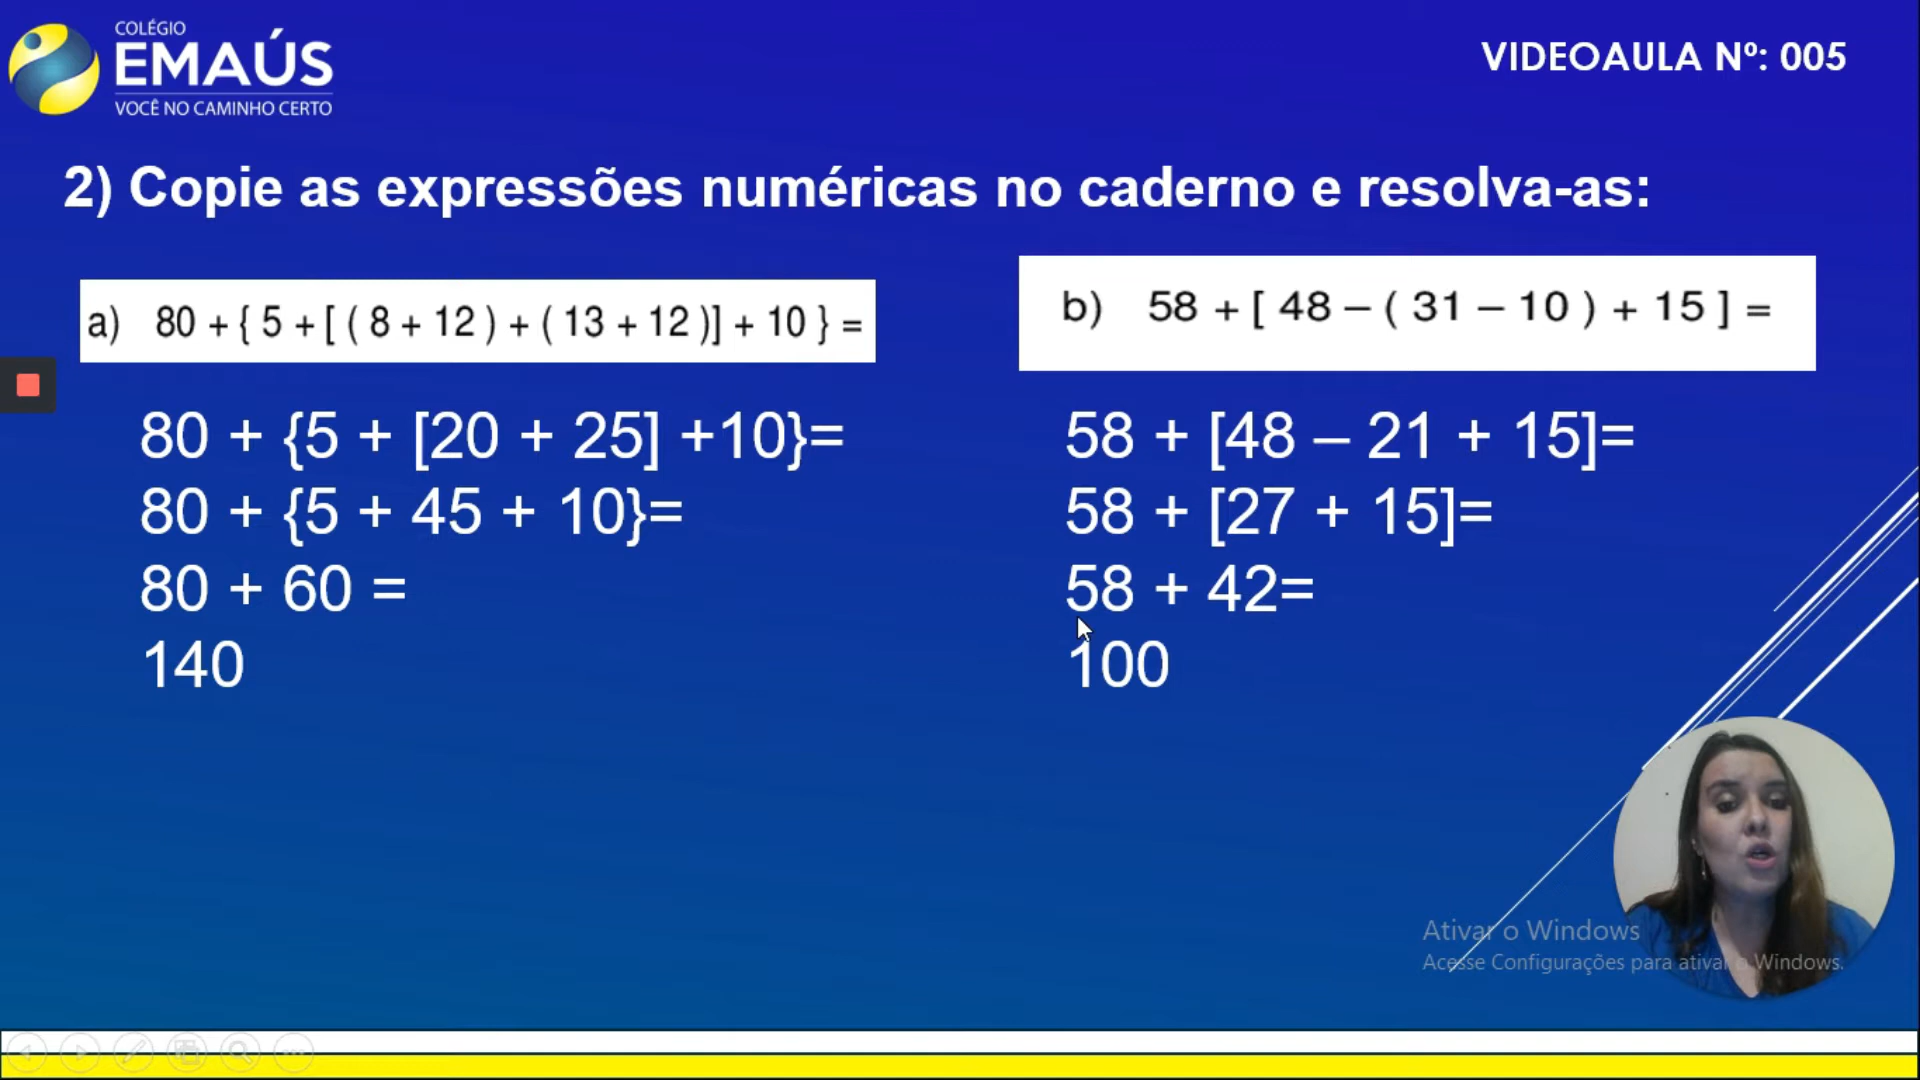 COLÉGIO
EMAÚS
VOCÊ NO CAMINHO CERTO
VIDEOAULA Nº: 005
2) Copie as expressões numéricas no caderno e resolva-as:
a) 80 + { 5 + [ ( 8 + 12 ) + ( 13 + 12 )] + 10 } =
80 + {5 + [20 + 25] +10}=
80 + {5 + 45 + 10}=
80 + 60 =
140
b) 58 + [ 48 – ( 31 – 10 ) + 15 ] =
58 + [48 – 21 + 15]=
58 + [27 + 15]=
58 + 42=
100
Ativar o Windows
Acesse Configurações para ativar o Windows.